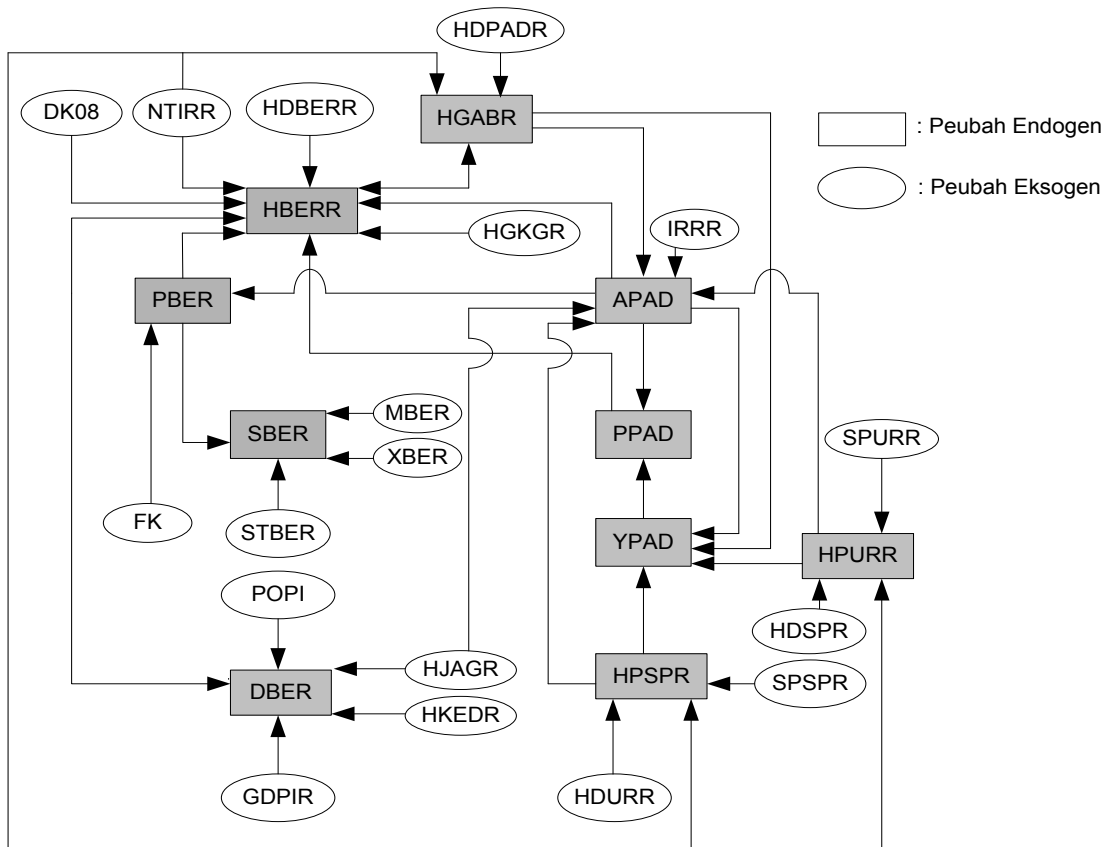 HDPADR
DK08
NTIRR
HDBERR
HGABR
: Peubah Endogen
: Peubah Eksogen
HBERR
HGKGR
IRRR
PBER
APAD
MBER
SBER
XBER
PPAD
SPURR
FK
STBER
YPAD
HPURR
POPI
HDSPR
HJAGR
DBER
HPSPR
SPSPR
HKEDR
GDPIR
HDURR